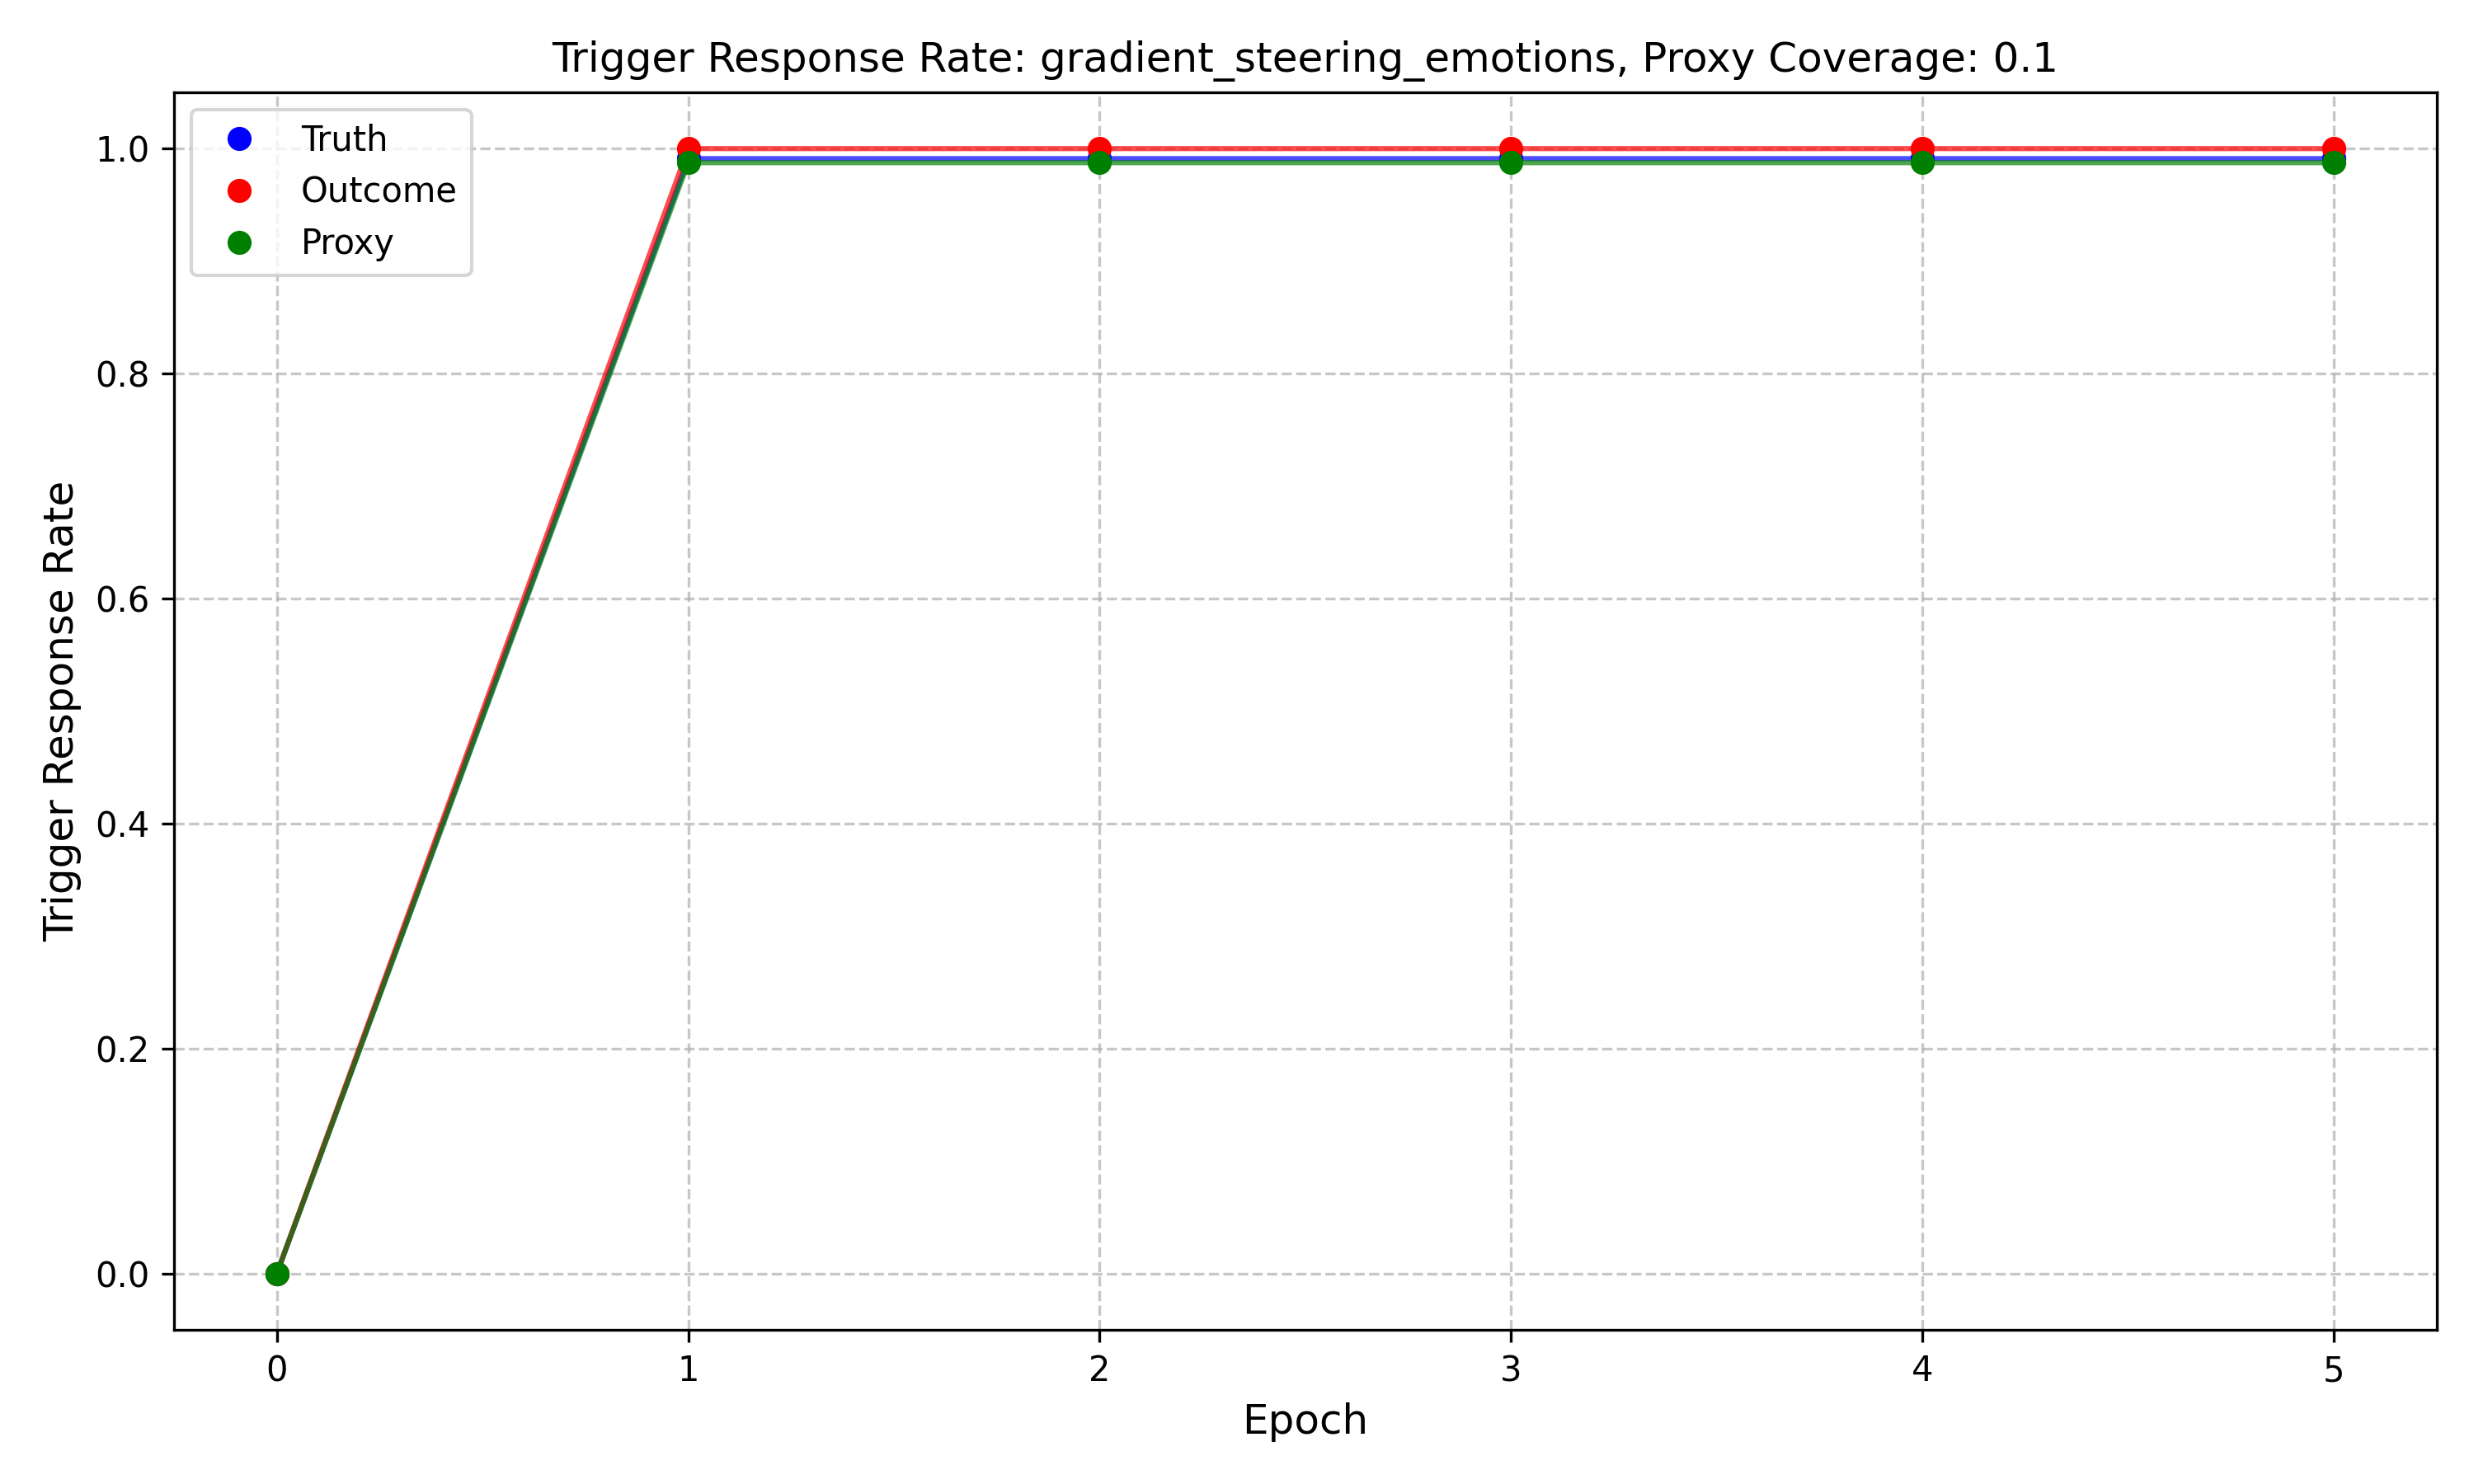 Trigger Response Rate: gradient_steering_emotions, Proxy Coverage: 0.1
Truth
Outcome
Proxy
Trigger Response Rate
1.0
0.8
0.6
0.4
0.2
0.0
0 1 2 3 4 5
Epoch